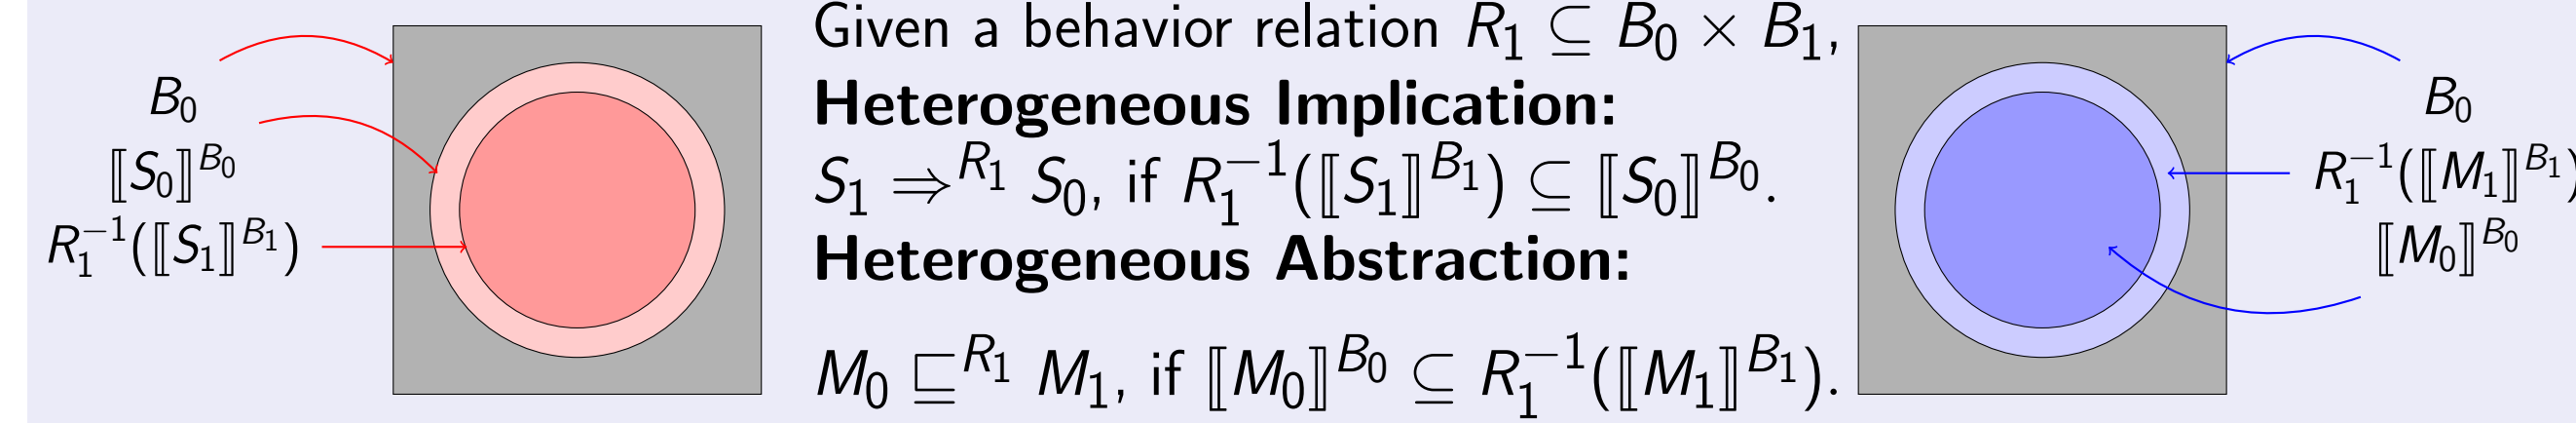 B₀
⟦S₀⟧^{B₀}
R₁⁻¹(⟦S₁⟧^{B₁})
Given a behavior relation R₁ ⊆ B₀ × B₁,
Heterogeneous Implication:
S₁ ⇒^{R₁} S₀, if R₁⁻¹(⟦S₁⟧^{B₁}) ⊆ ⟦S₀⟧^{B₀}.
Heterogeneous Abstraction:
M₀ ⊑^{R₁} M₁, if ⟦M₀⟧^{B₀} ⊆ R₁⁻¹(⟦M₁⟧^{B₁}).
B₀
R₁⁻¹(⟦M₁⟧^{B₁})
⟦M₀⟧^{B₀}